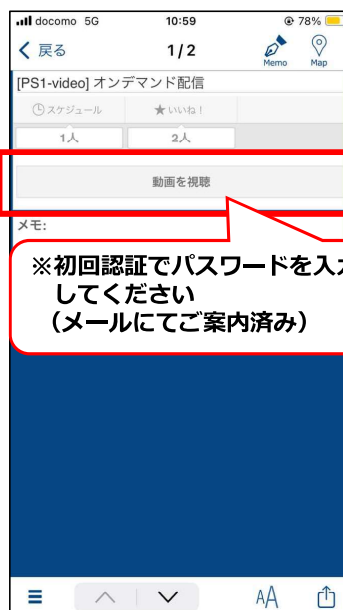 docomo 5G 10:59 78%
戻る 1 / 2 Memo Map
[PS1-video] オンデマンド配信
スケジュール ★いいね！
1人 2人
動画を視聴
メモ:
※初回認証でパスワードを入
してください
（メールにてご案内済み）
AA